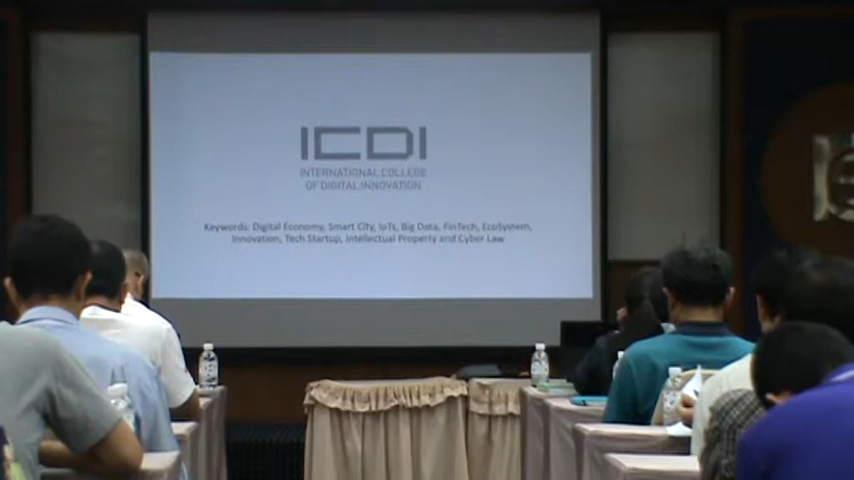 ICDI
INTERNATIONAL COLLEGE
OF DIGITAL INNOVATION
Keywords: Digital Economy, Smart City, IoTs, Big Data, FinTech, EcoSystem,
Innovation, Tech Startup, Intellectual Property and Cyber Law